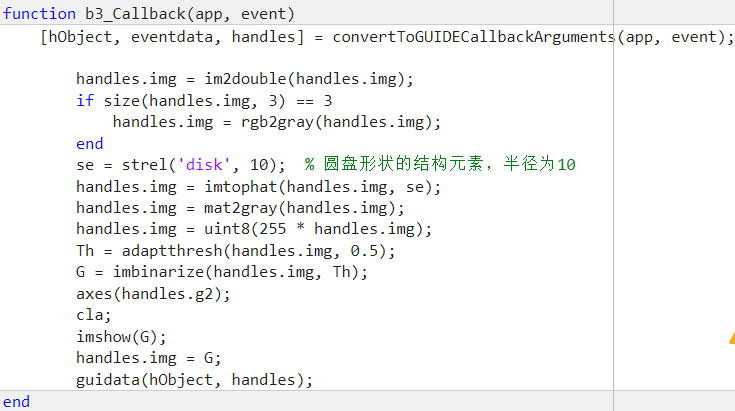 function b3_Callback(app, event)
    [hObject, eventdata, handles] = convertToGUIDECallbackArguments(app, event);

        handles.img = im2double(handles.img);
        if size(handles.img, 3) == 3
            handles.img = rgb2gray(handles.img);
        end
        se = strel('disk', 10);  % 圆盘形状的结构元素，半径为10
        handles.img = imtophat(handles.img, se);
        handles.img = mat2gray(handles.img);
        handles.img = uint8(255 * handles.img);
        Th = adaptthresh(handles.img, 0.5);
        G = imbinarize(handles.img, Th);
        axes(handles.g2);
        cla;
        imshow(G);
        handles.img = G;
        guidata(hObject, handles);
end